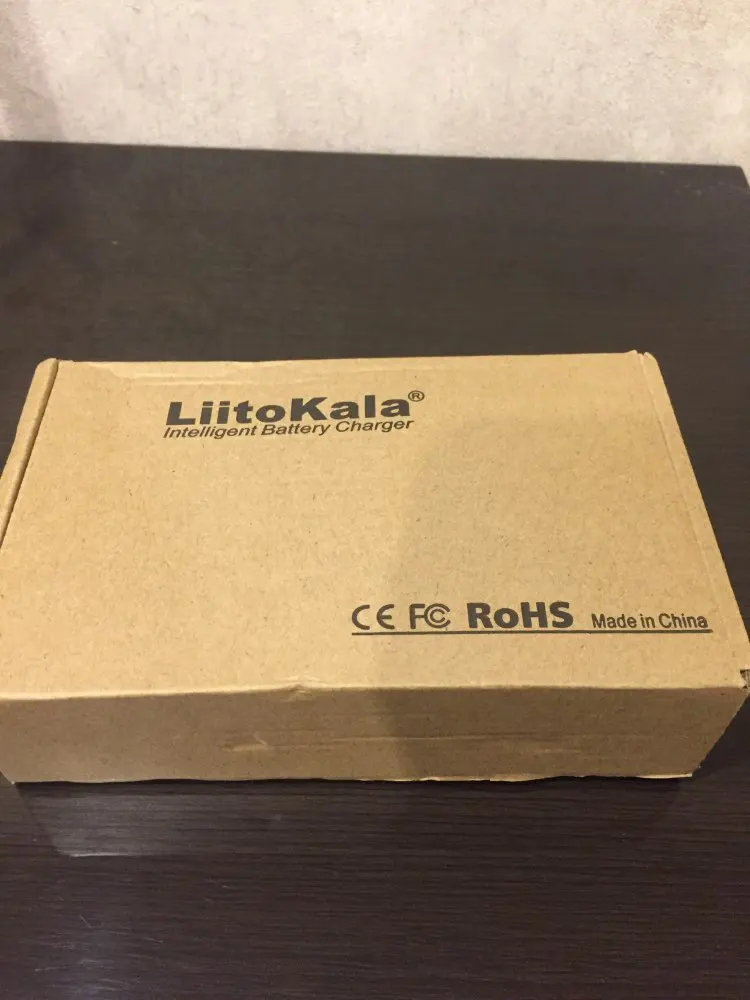 LiitoKala®
Intelligent Battery Charger
CE FC RoHS Made in China